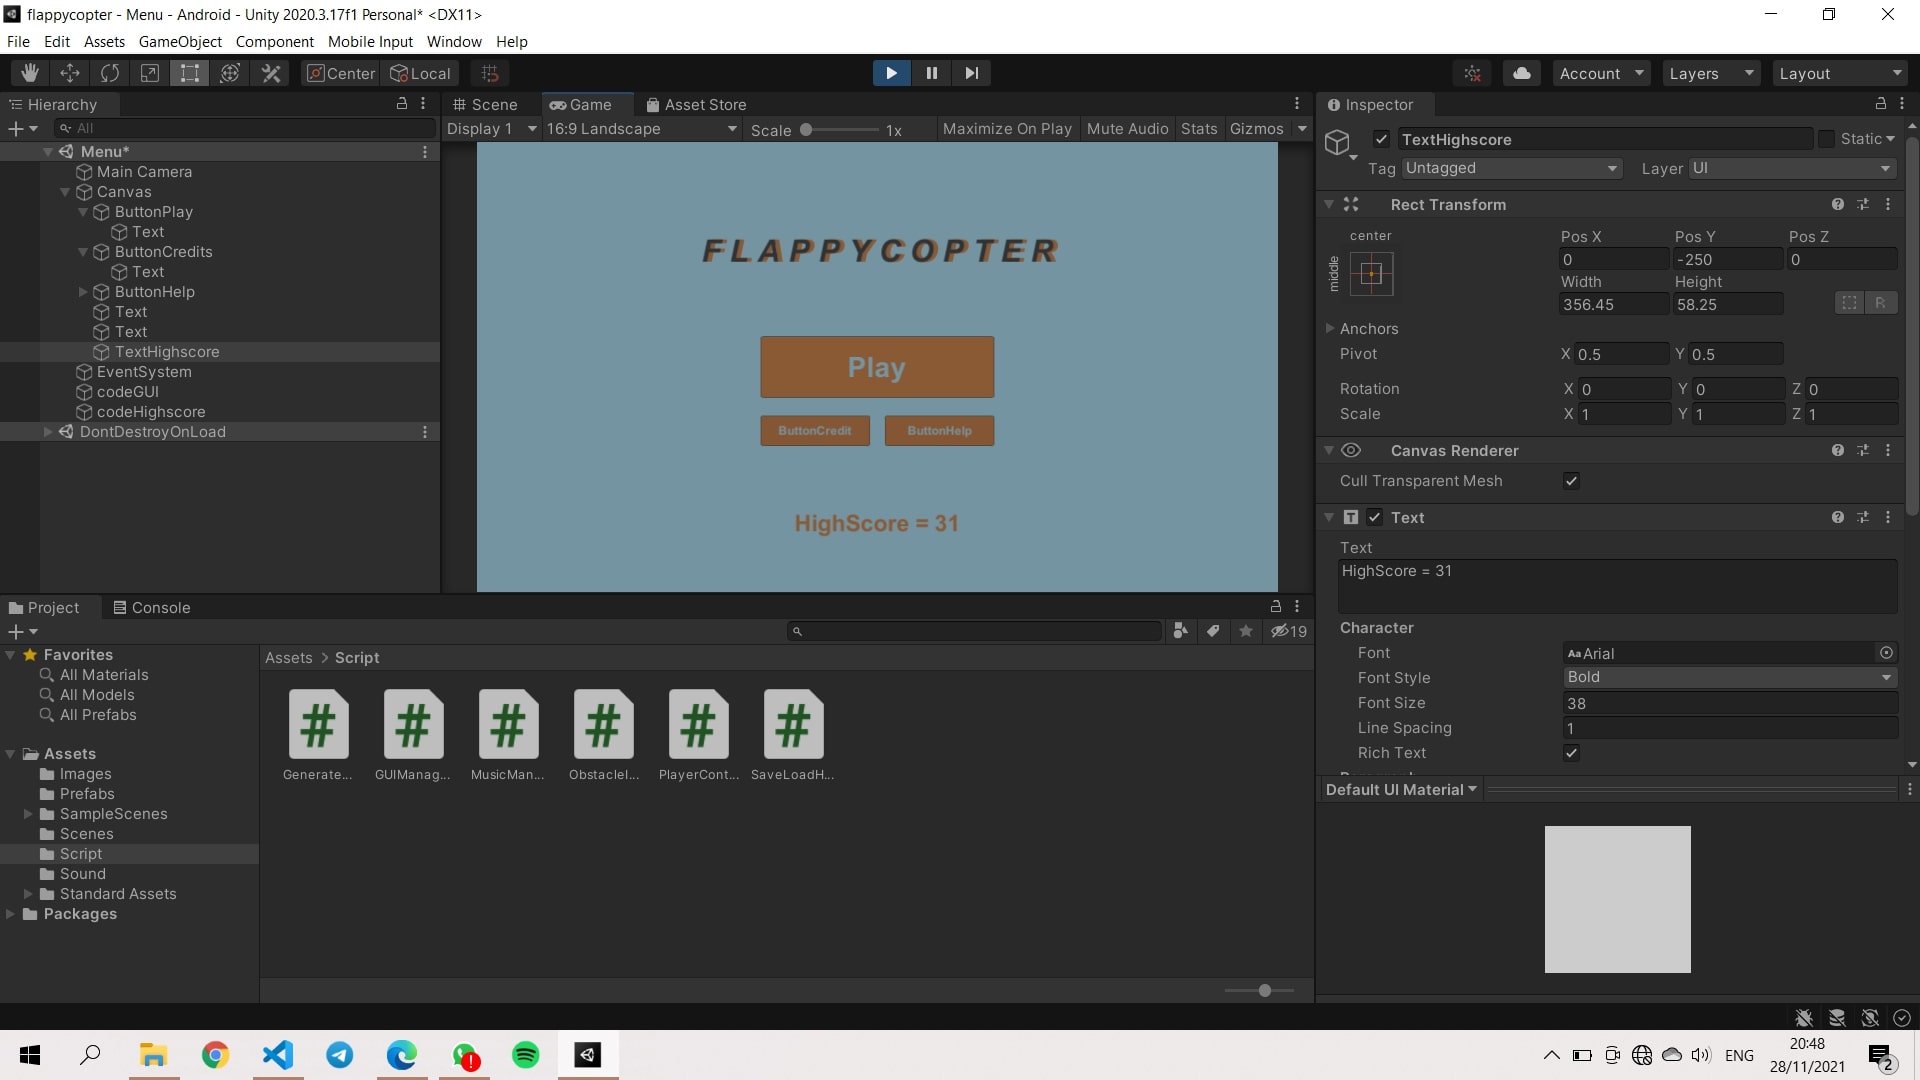 flappycopter - Menu - Android - Unity 2020.3.17f1 Personal* <DX11>
File Edit Assets GameObject Component Mobile Input Window Help
Center Local Account Layers Layout
Hierarchy
All
Menu*
Main Camera
Canvas
ButtonPlay
Text
ButtonCredits
Text
ButtonHelp
Text
Text
TextHighscore
EventSystem
codeGUI
codeHighscore
DontDestroyOnLoad
Scene Game Asset Store
Display 1 16:9 Landscape Scale 1x Maximize On Play Mute Audio Stats Gizmos
FLAPPYCOPTER
Play
ButtonCredit ButtonHelp
HighScore = 31
Inspector
TextHighscore Static
Tag Untagged Layer UI
Rect Transform
center
middle
Pos X Pos Y Pos Z
0 -250 0
Width Height
356.45 58.25
R
Anchors
Pivot X 0.5 Y 0.5
Rotation X 0 Y 0 Z 0
Scale X 1 Y 1 Z 1
Canvas Renderer
Cull Transparent Mesh
Text
Text
HighScore = 31
Character
Font Arial
Font Style Bold
Font Size 38
Line Spacing 1
Rich Text
Default UI Material
Project Console
19
Favorites
All Materials
All Models
All Prefabs
Assets
Images
Prefabs
SampleScenes
Scenes
Script
Sound
Standard Assets
Packages
Assets > Script
Generate... GUIManag... MusicMan... ObstacleI... PlayerCont... SaveLoadH...
ENG
20:48
28/11/2021
2